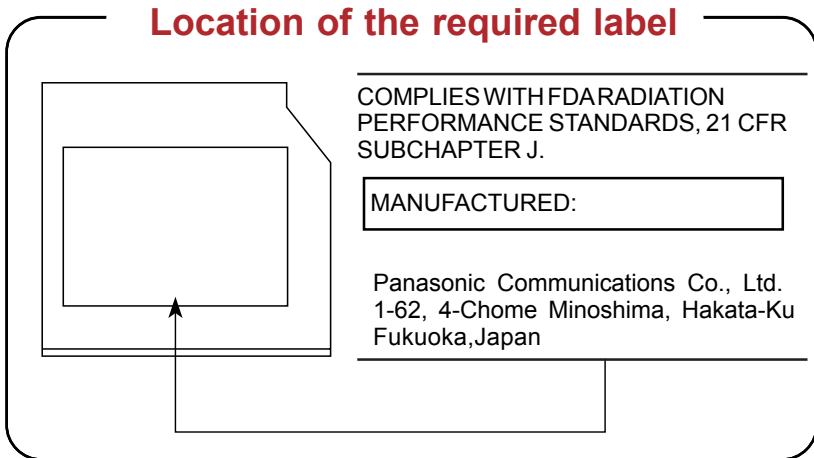 Location of the required label
COMPLIES WITH FDA RADIATION
PERFORMANCE STANDARDS, 21 CFR
SUBCHAPTER J.
MANUFACTURED:
Panasonic Communications Co., Ltd.
1-62, 4-Chome Minoshima, Hakata-Ku
Fukuoka,Japan